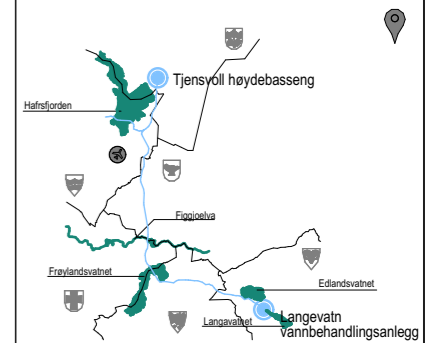 Tjensvoll høydebasseng
Hafrsfjorden
Figgjoelva
Frøylandsvatnet
Edlandsvatnet
Langavatnet
Langevatn
vannbehandlingsanlegg